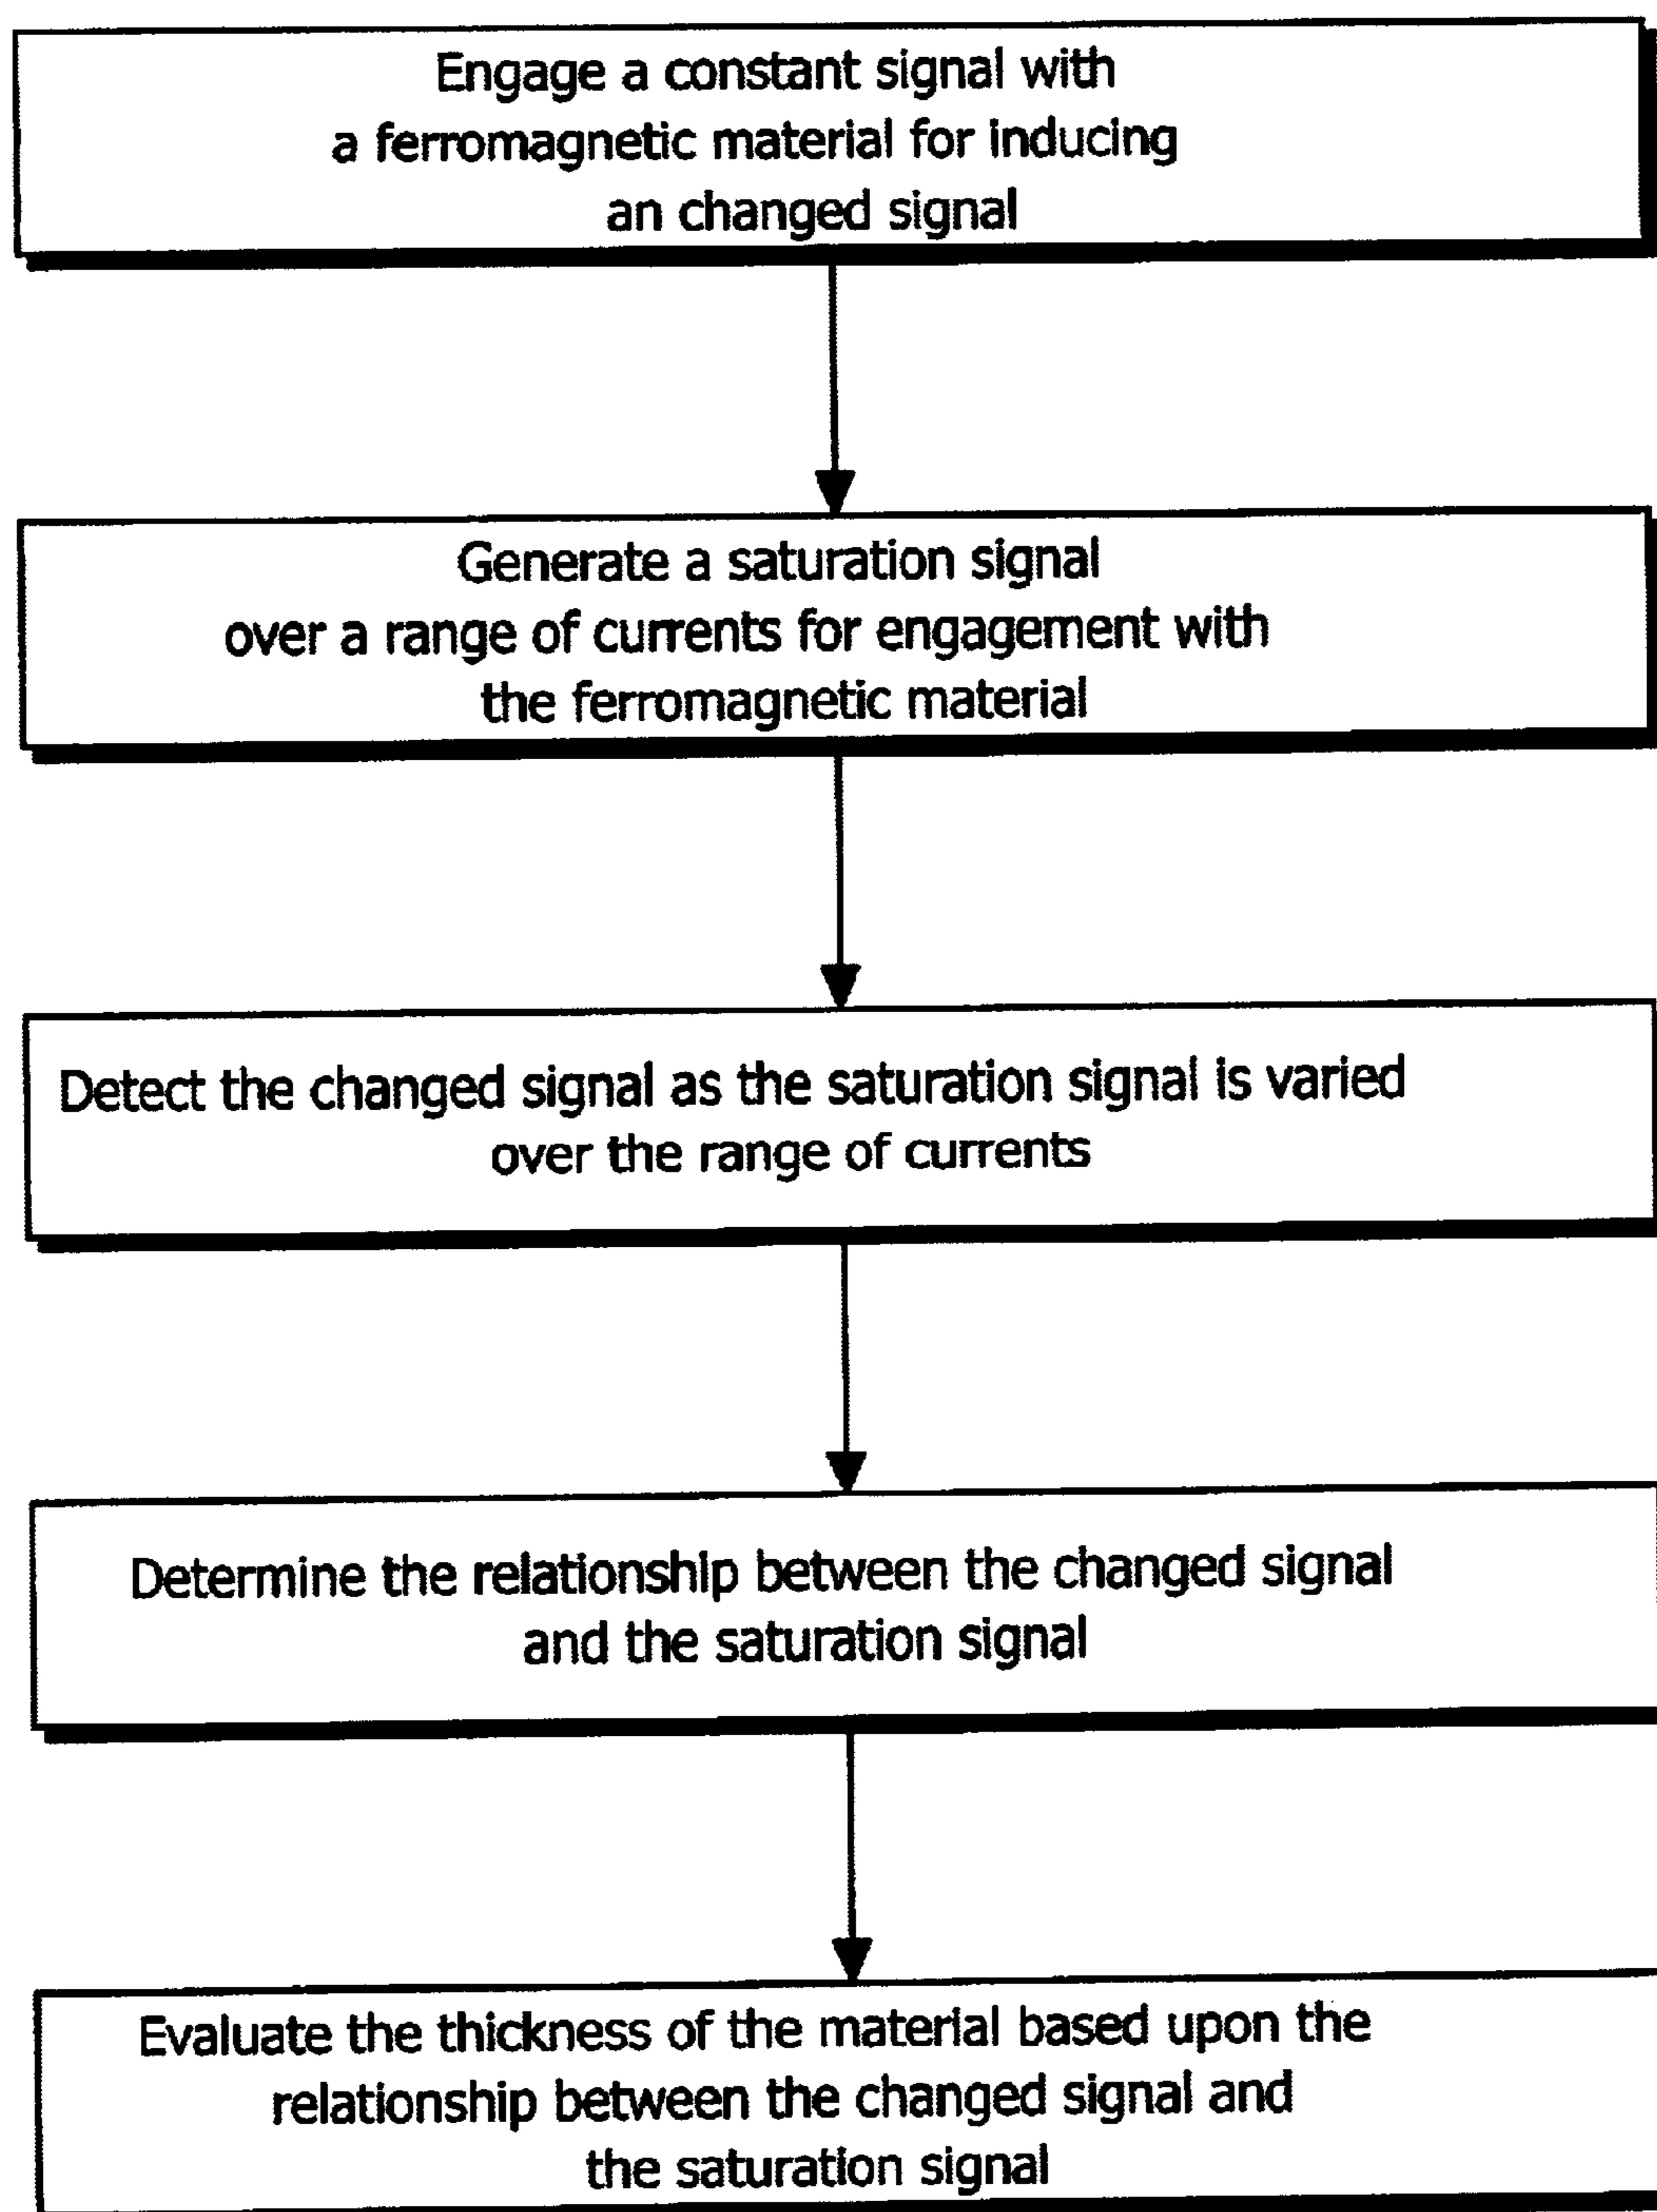 Engage a constant signal with
a ferromagnetic material for inducing
an changed signal
Generate a saturation signal
over a range of currents for engagement with
the ferromagnetic material
Detect the changed signal as the saturation signal is varied
over the range of currents
Determine the relationship between the changed signal
and the saturation signal
Evaluate the thickness of the material based upon the
relationship between the changed signal and
the saturation signal